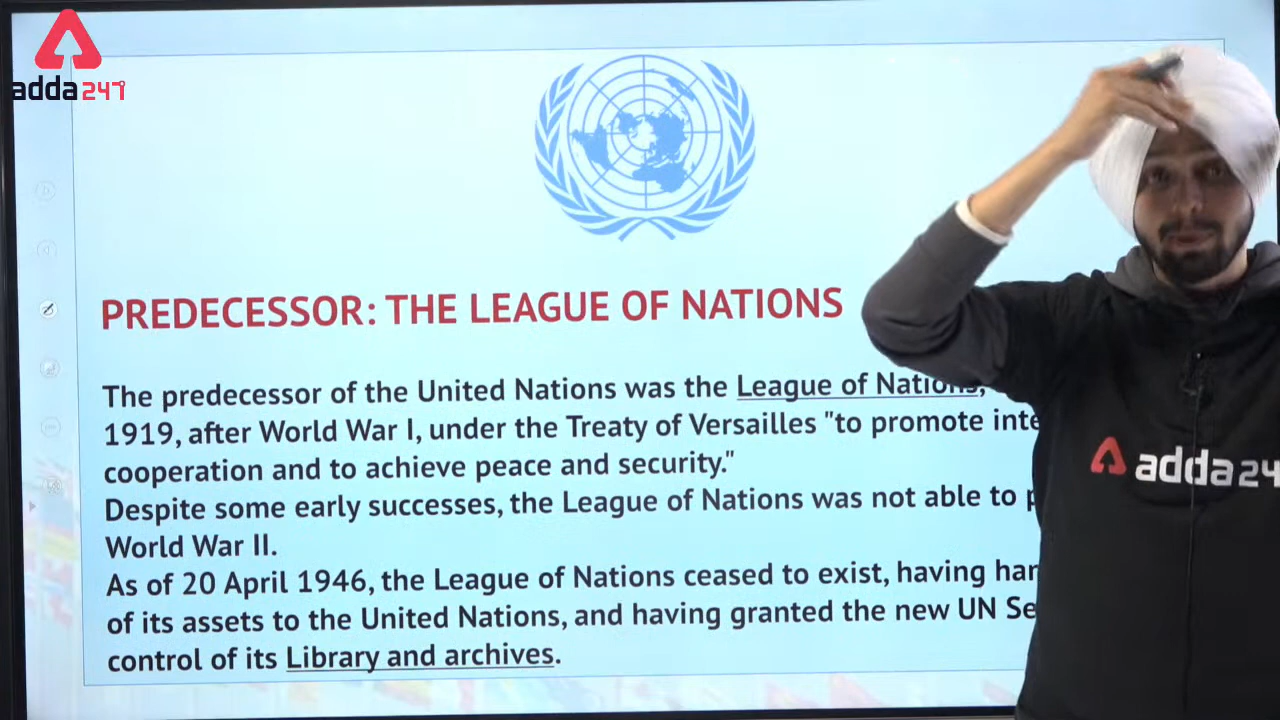 adda247
PREDECESSOR: THE LEAGUE OF NATIONS
The predecessor of the United Nations was the League of Nations,
1919, after World War I, under the Treaty of Versailles "to promote
cooperation and to achieve peace and security."
Despite some early successes, the League of Nations was not able to
World War II.
As of 20 April 1946, the League of Nations ceased to exist, having
of its assets to the United Nations, and having granted the new UN
control of its Library and archives.
adda24